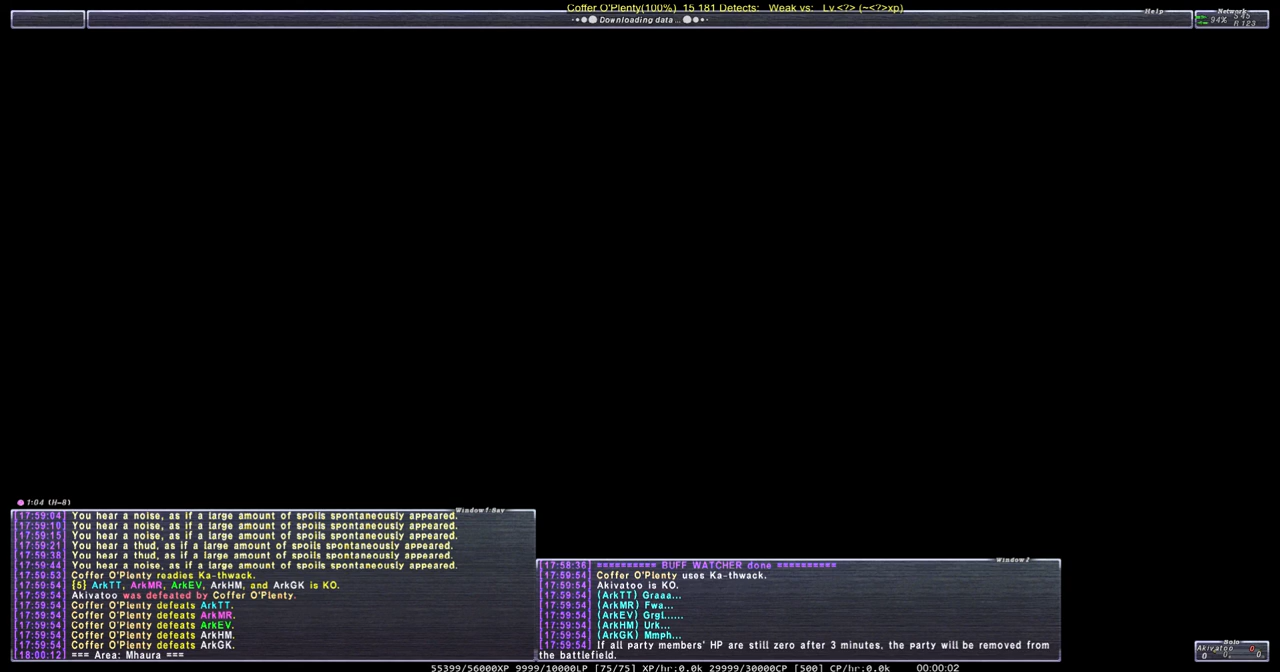 Coffer O'Plenty(100%) 15 181 Detects: Weak vs: Lv.<?> (~<?>xp)
Downloading data ...
Help
Network
94% S 45
R 123
1:04 (H-8)
Window 1 Say
[17:59:04] You hear a noise, as if a large amount of spoils spontaneously appeared.
[17:59:10] You hear a noise, as if a large amount of spoils spontaneously appeared.
[17:59:15] You hear a noise, as if a large amount of spoils spontaneously appeared.
[17:59:21] You hear a thud, as if a large amount of spoils spontaneously appeared.
[17:59:38] You hear a thud, as if a large amount of spoils spontaneously appeared.
[17:59:44] You hear a noise, as if a large amount of spoils spontaneously appeared.
[17:59:53] Coffer O'Plenty readies Ka-thwack.
[17:59:54] {5} ArkTT, ArkMR, ArkEV, ArkHM, and ArkGK is KO.
[17:59:54] Akivatoo was defeated by Coffer O'Plenty.
[17:59:54] Coffer O'Plenty defeats ArkTT.
[17:59:54] Coffer O'Plenty defeats ArkMR.
[17:59:54] Coffer O'Plenty defeats ArkEV.
[17:59:54] Coffer O'Plenty defeats ArkHM.
[17:59:54] Coffer O'Plenty defeats ArkGK.
[18:00:12] === Area: Mhaura ===
Window 2
[17:58:36] ========== BUFF WATCHER done ==========
[17:59:54] Coffer O'Plenty uses Ka-thwack.
[17:59:54] Akivatoo is KO.
[17:59:54] (ArkTT) Graaa...
[17:59:54] (ArkMR) Fwa...
[17:59:54] (ArkEV) Grgl......
[17:59:54] (ArkHM) Urk...
[17:59:54] (ArkGK) Mmph...
[17:59:54] If all party members' HP are still zero after 3 minutes, the party will be removed from
the battlefield.
Solo
Akivatoo 0
0 0
55399/56000XP 9999/10000LP [75/75] XP/hr:0.0k 29999/30000CP [500] CP/hr:0.0k 00:00:02